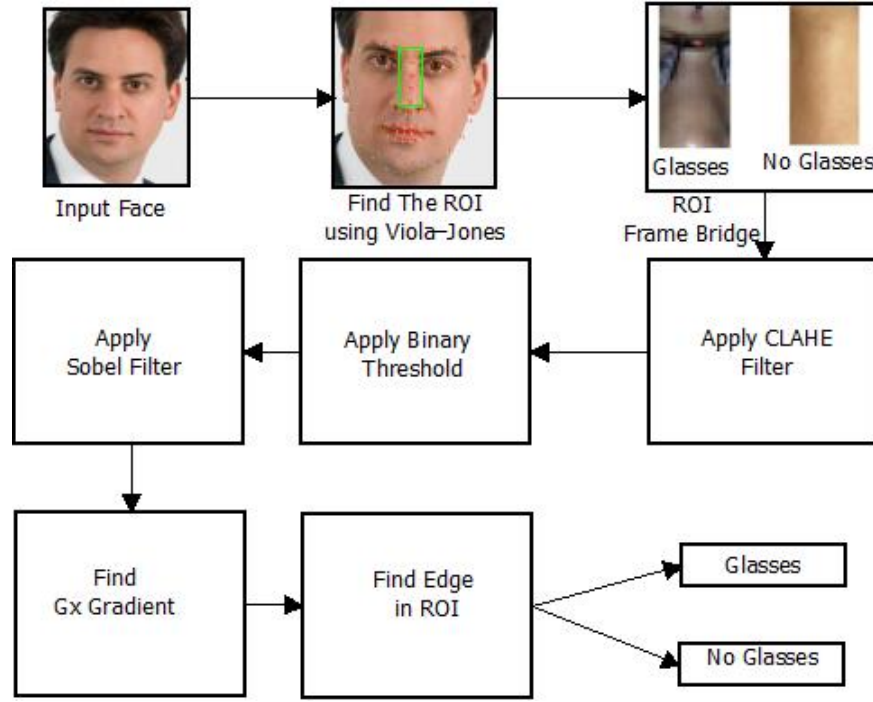 Input Face
Find The ROI
using Viola–Jones
Glasses
No Glasses
ROI
Frame Bridge
Apply CLAHE
Filter
Apply Binary
Threshold
Apply
Sobel Filter
Find
Gx Gradient
Find Edge
in ROI
Glasses
No Glasses